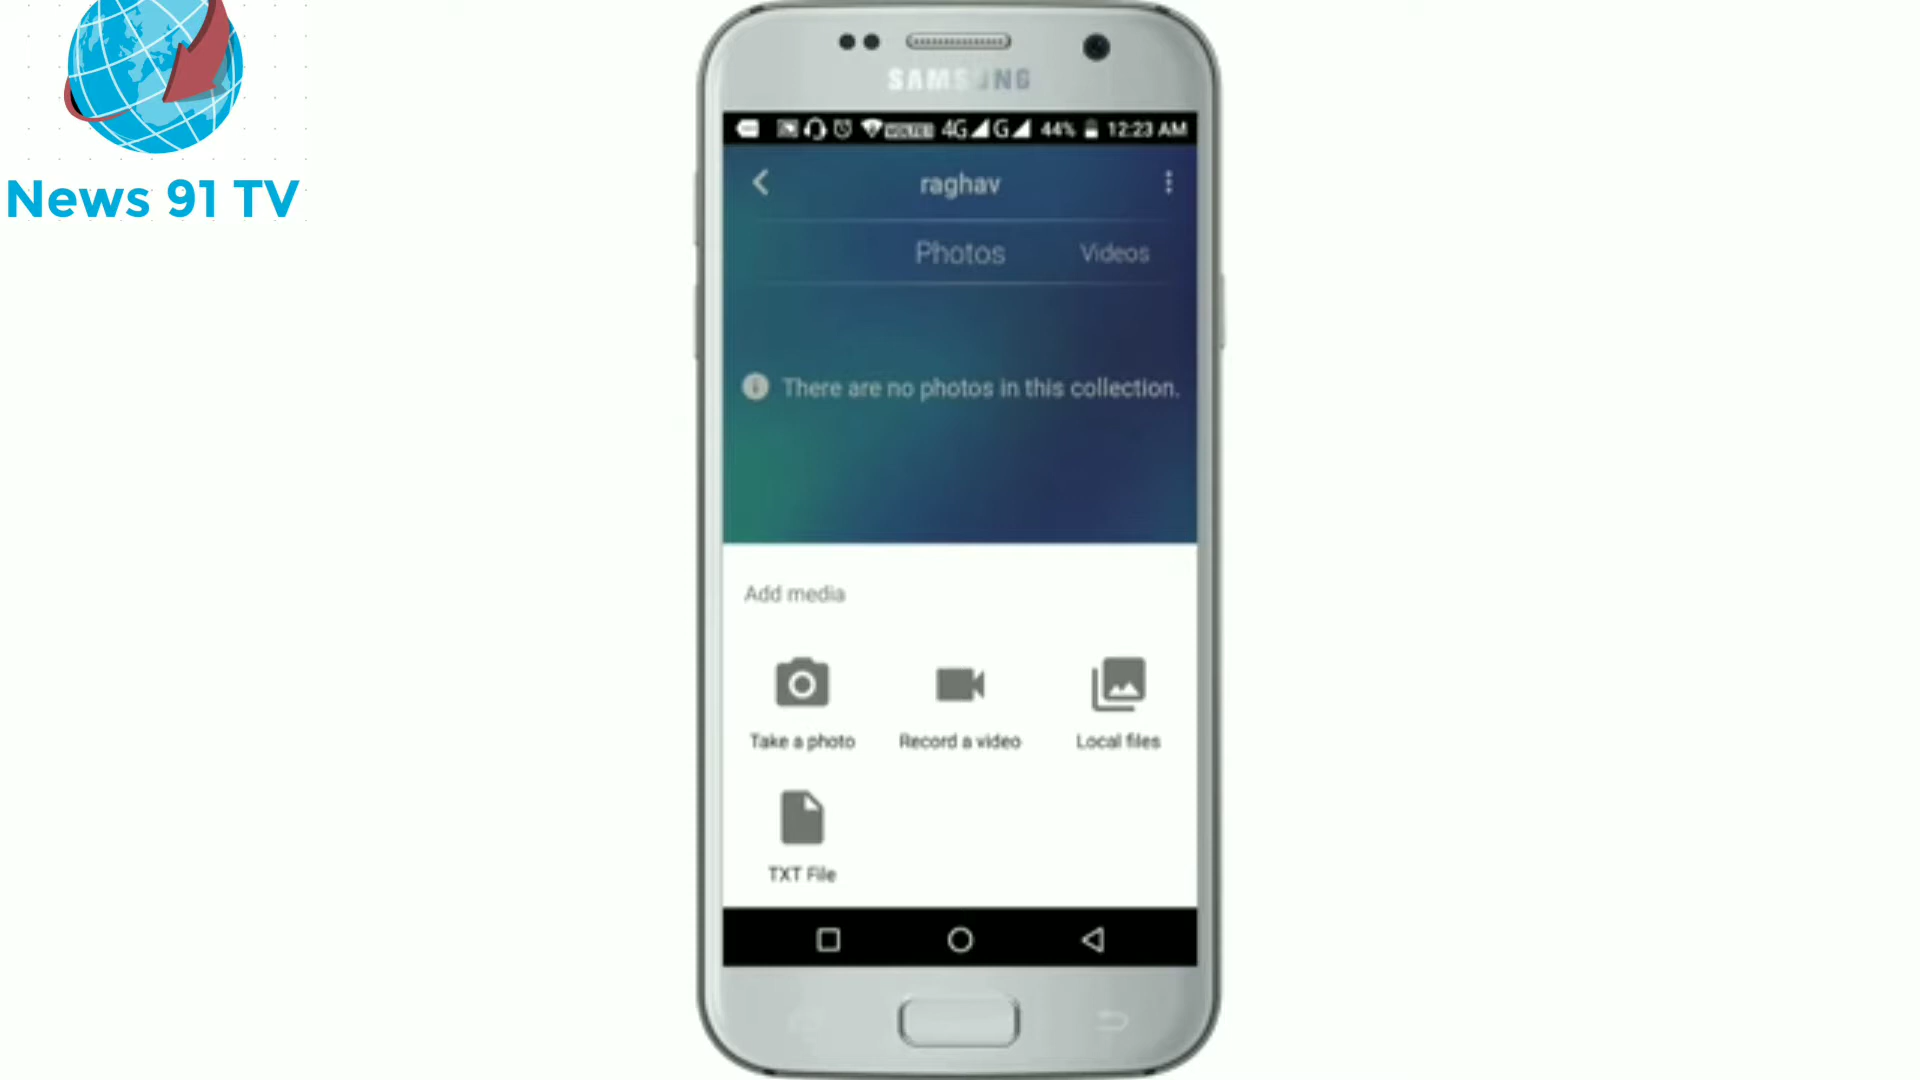 News 91 TV
SAMSUNG
VOLTE1 4G G 44% 12:23 AM
raghav
Photos Videos
There are no photos in this collection.
Add media
Take a photo Record a video Local files
TXT File